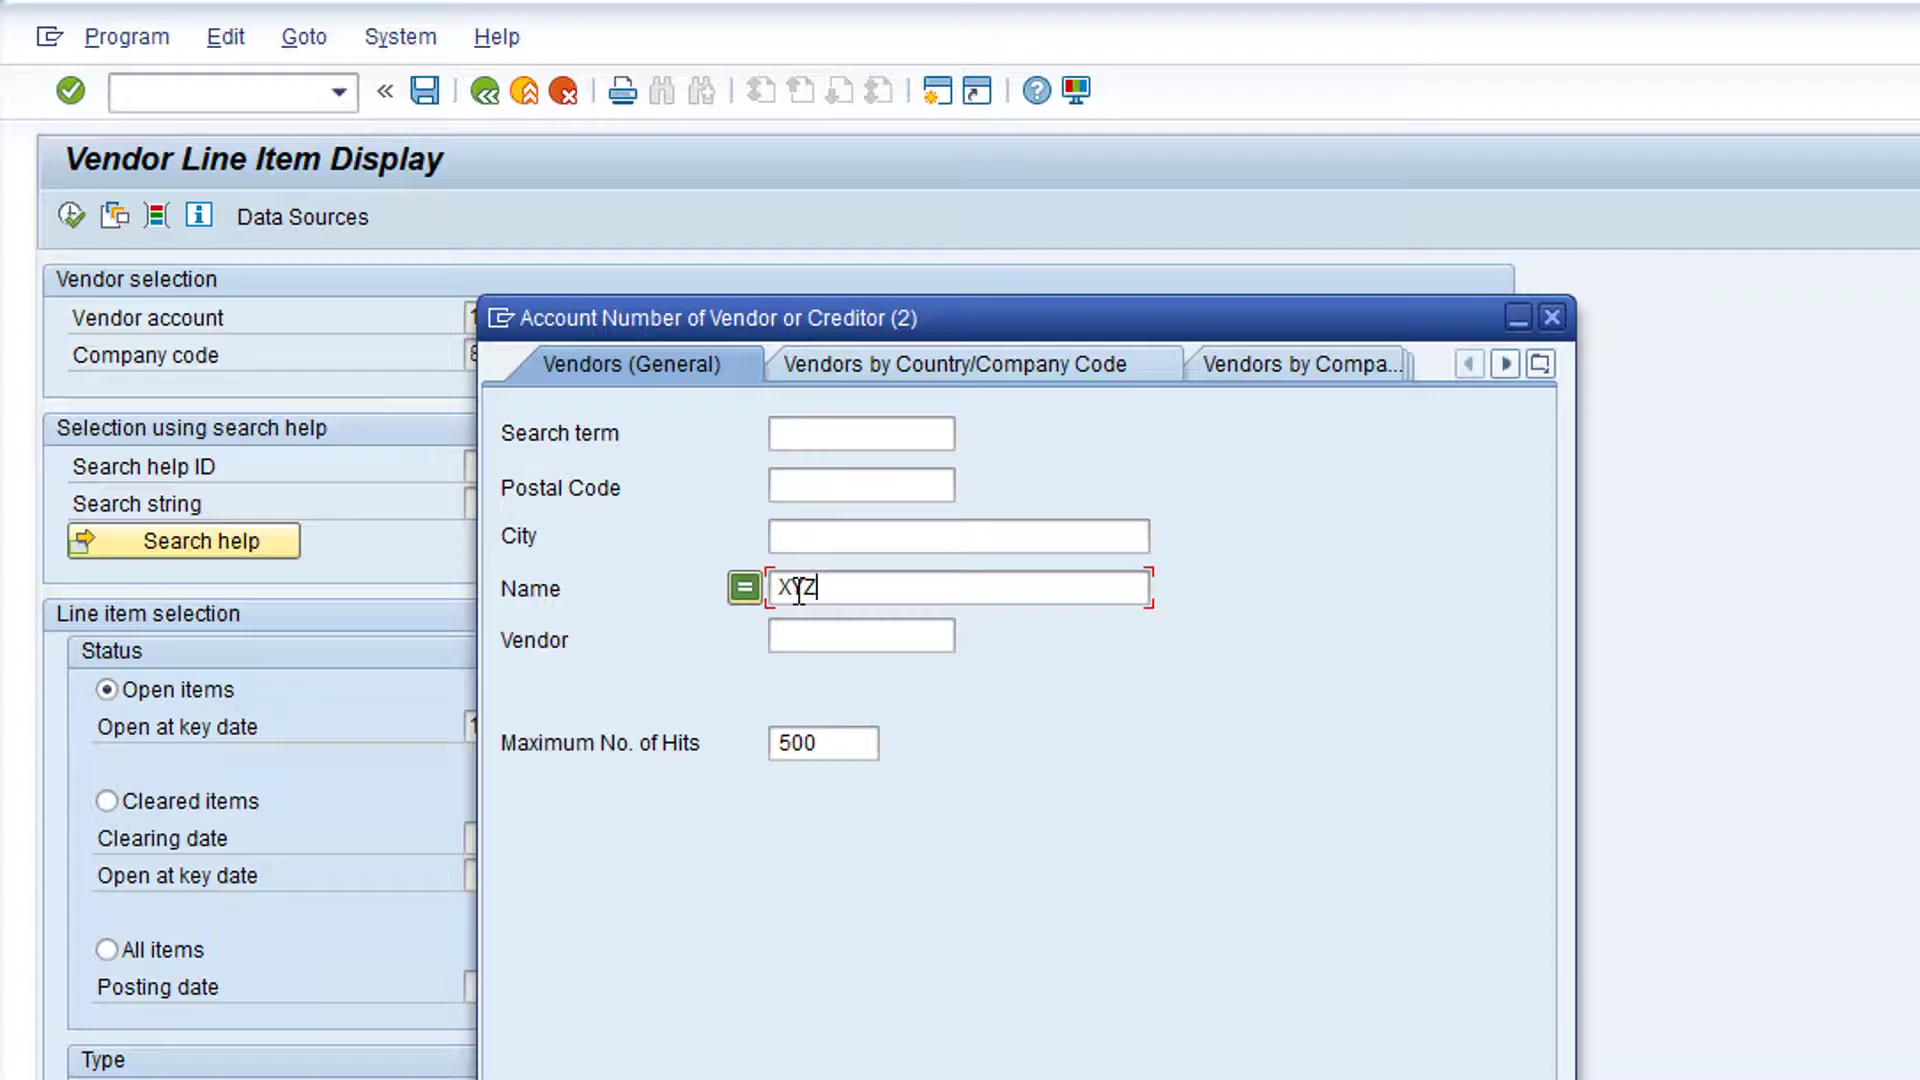 Program Edit Goto System Help
Vendor Line Item Display
Data Sources
Vendor selection
Vendor account
Company code
Selection using search help
Search help ID
Search string
Search help
Line item selection
Status
Open items
Open at key date
Cleared items
Clearing date
Open at key date
All items
Posting date
Type
Account Number of Vendor or Creditor (2)
Vendors (General) Vendors by Country/Company Code Vendors by Compa...
Search term
Postal Code
City
Name XYZ
Vendor
Maximum No. of Hits 500